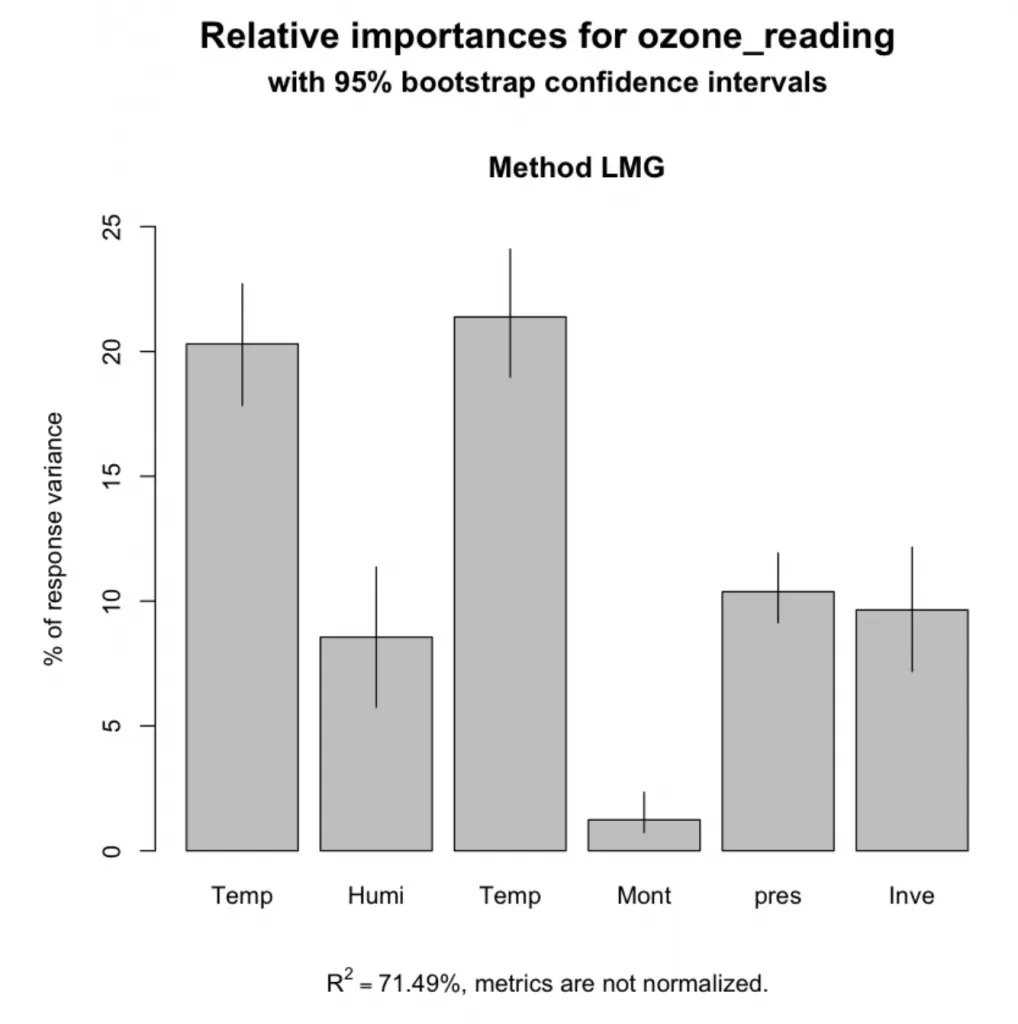 Relative importances for ozone_reading
with 95% bootstrap confidence intervals
Method LMG
% of response variance
25
20
15
10
5
0
Temp Humi Temp Mont pres Inve
R² = 71.49%, metrics are not normalized.